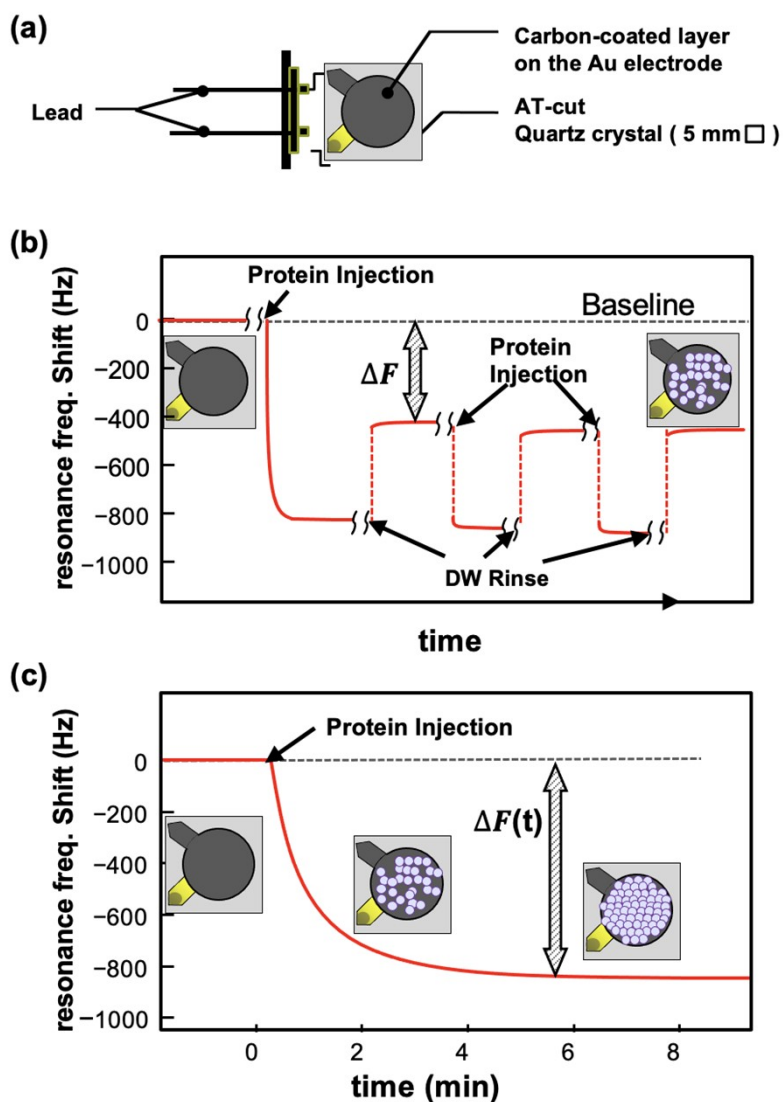 (a)
Carbon-coated layer
on the Au electrode
Lead
AT-cut
Quartz crystal ( 5 mm □ )
(b)
resonance freq. Shift (Hz)
Protein Injection
Baseline
0
−200
−400
−600
−800
−1000
ΔF
Protein
Injection
DW Rinse
time
(c)
resonance freq. Shift (Hz)
Protein Injection
0
−200
−400
−600
−800
−1000
ΔF(t)
0 2 4 6 8
time (min)